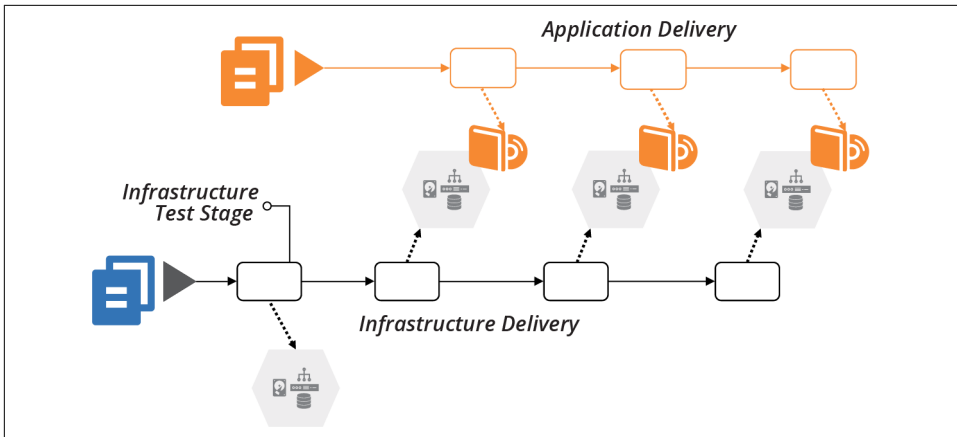 Application Delivery
Infrastructure
Test Stage
Infrastructure Delivery